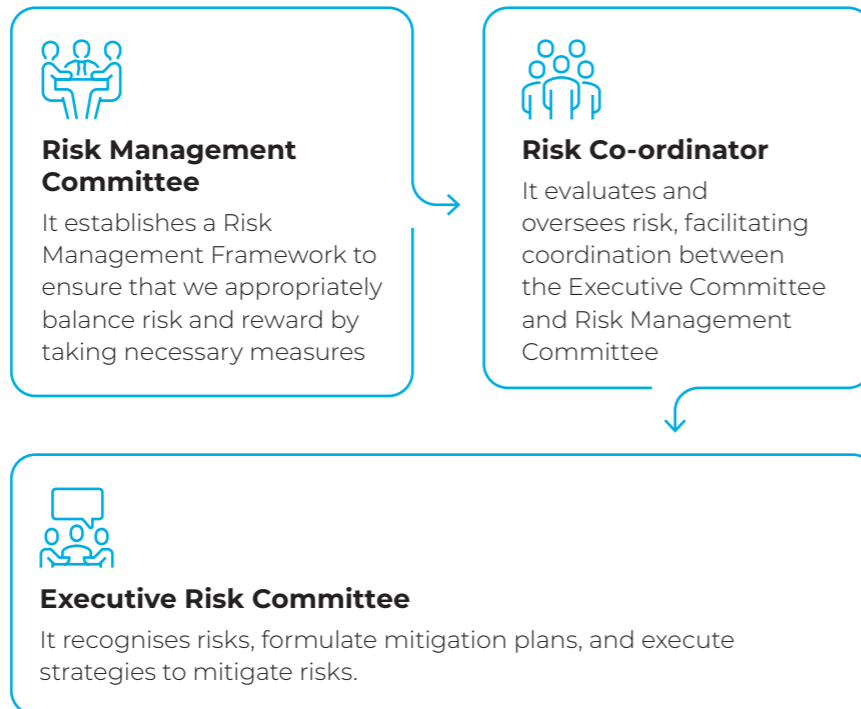 Risk Management
Committee
It establishes a Risk
Management Framework to
ensure that we appropriately
balance risk and reward by
taking necessary measures
Risk Co-ordinator
It evaluates and
oversees risk, facilitating
coordination between
the Executive Committee
and Risk Management
Committee
Executive Risk Committee
It recognises risks, formulate mitigation plans, and execute
strategies to mitigate risks.